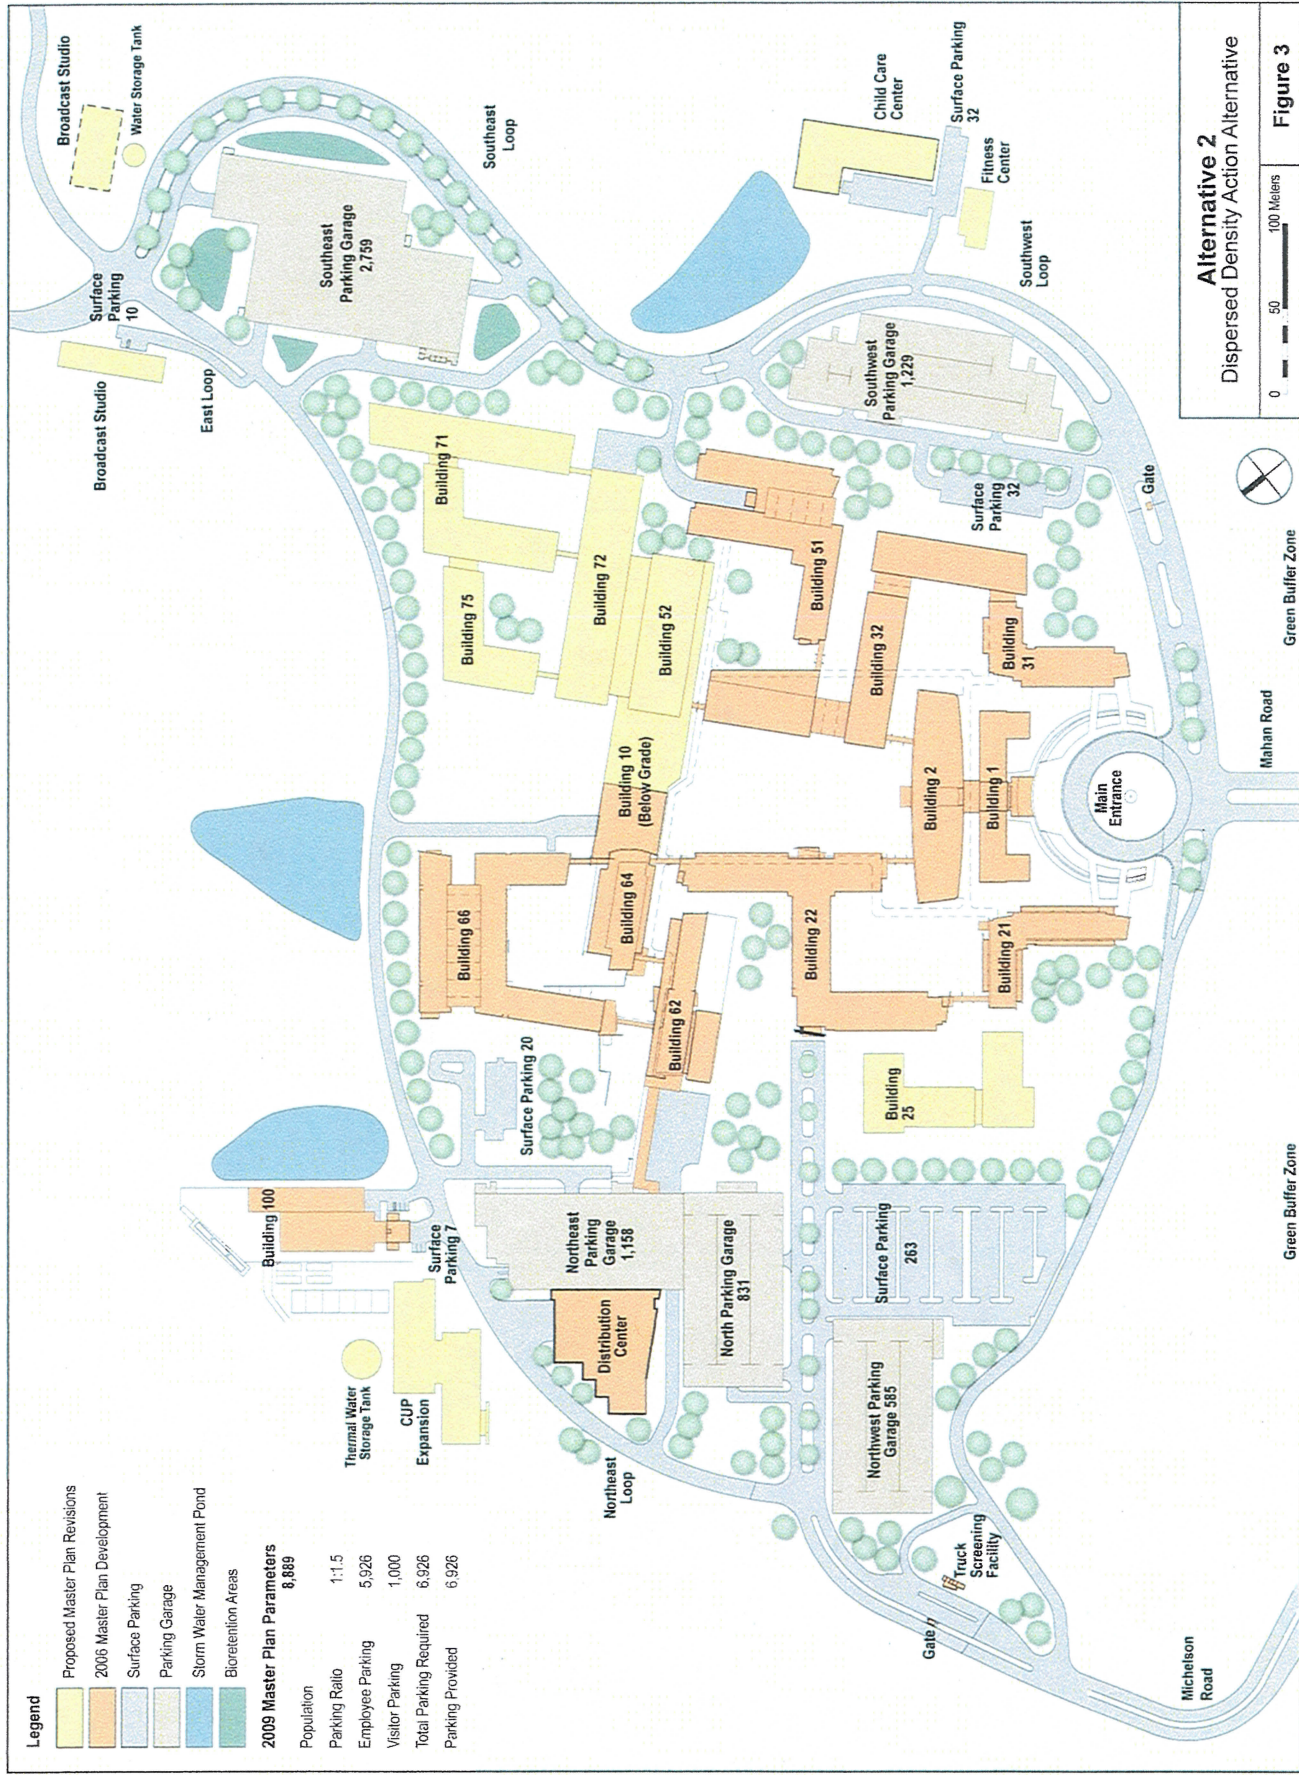 Legend
Proposed Master Plan Revisions
2006 Master Plan Development
Surface Parking
Parking Garage
Storm Water Management Pond
Bioretention Areas
2009 Master Plan Parameters
Population 8,889
Parking Ratio 1:1.5
Employee Parking 5,926
Visitor Parking 1,000
Total Parking Required 6,926
Parking Provided 6,926
Thermal Water
Storage Tank
CUP
Expansion
Building 100
Surface
Parking 7
Northeast
Loop
Distribution
Center
Northeast
Parking
Garage
1,158
North Parking Garage
831
Surface Parking 20
Building 66
Building 64
Building 62
Building 10
(Below Grade)
Building 75
Building 71
Building 72
Building 52
East Loop
Broadcast Studio
Surface
Parking
10
Broadcast Studio
Water Storage Tank
Southeast
Parking Garage
2,759
Southeast
Loop
Building 22
Building 51
Building 32
Building
31
Building 2
Building 1
Building 21
Building
25
Main
Entrance
Surface Parking
263
Northwest Parking
Garage 585
Truck
Screening
Facility
Gate
Michelson
Road
Southwest
Parking Garage
1,229
Surface
Parking
32
Child Care
Center
Surface Parking
32
Fitness
Center
Southwest
Loop
Gate
Green Buffer Zone
Mahan Road
Green Buffer Zone
Alternative 2
Dispersed Density Action Alternative
0 50 100 Meters
Figure 3